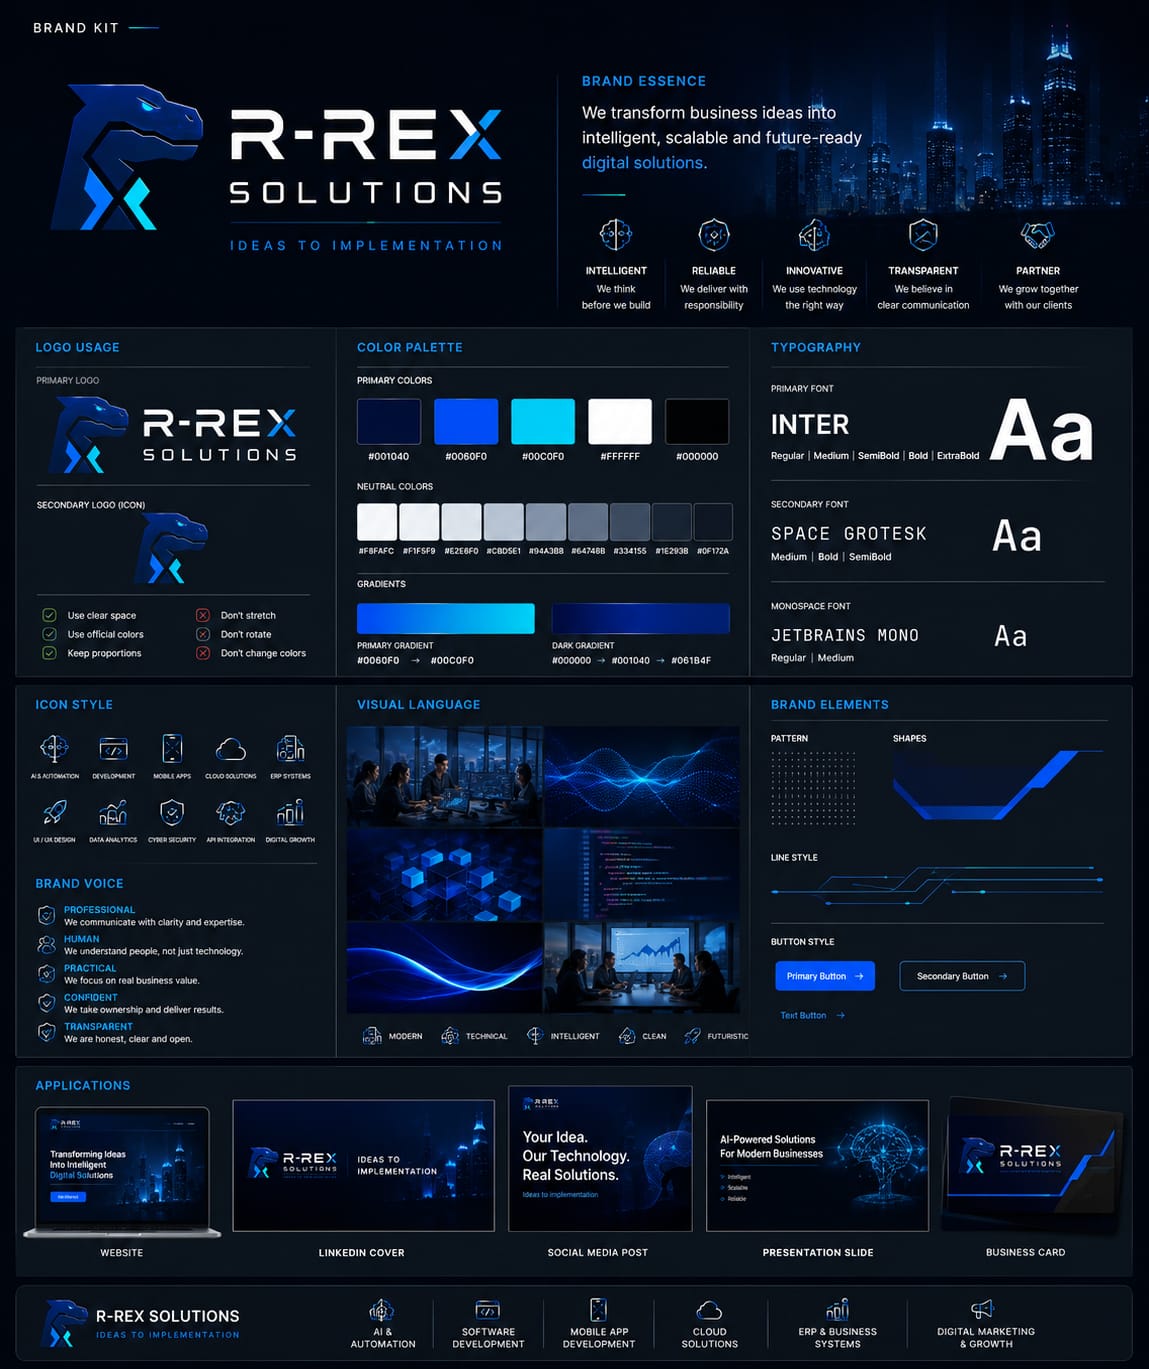 BRAND KIT
R-REX
SOLUTIONS
IDEAS TO IMPLEMENTATION
BRAND ESSENCE
We transform business ideas into
intelligent, scalable and future-ready
digital solutions.
INTELLIGENT
We think
before we build
RELIABLE
We deliver with
responsibility
INNOVATIVE
We use technology
the right way
TRANSPARENT
We believe in
clear communication
PARTNER
We grow together
with our clients
LOGO USAGE
PRIMARY LOGO
R-REX
SOLUTIONS
SECONDARY LOGO (ICON)
Use clear space
Use official colors
Keep proportions
Don't stretch
Don't rotate
Don't change colors
COLOR PALETTE
PRIMARY COLORS
#001040 #0060F0 #00C0F0 #FFFFFF #000000
NEUTRAL COLORS
#F8FAFC #F1F5F9 #E2E8F0 #CBD5E1 #94A3B8 #64748B #334155 #1E293B #0F172A
GRADIENTS
PRIMARY GRADIENT
#0060F0 → #00C0F0
DARK GRADIENT
#000000 → #001040 → #061B4F
TYPOGRAPHY
PRIMARY FONT
INTER
Regular | Medium | SemiBold | Bold | ExtraBold
Aa
SECONDARY FONT
SPACE GROTESK
Medium | Bold | SemiBold
Aa
MONOSPACE FONT
JETBRAINS MONO
Regular | Medium
Aa
ICON STYLE
AI & AUTOMATION
DEVELOPMENT
MOBILE APPS
CLOUD SOLUTIONS
ERP SYSTEMS
UI / UX DESIGN
DATA ANALYTICS
CYBER SECURITY
API INTEGRATION
DIGITAL GROWTH
BRAND VOICE
PROFESSIONAL
We communicate with clarity and expertise.
HUMAN
We understand people, not just technology.
PRACTICAL
We focus on real business value.
CONFIDENT
We take ownership and deliver results.
TRANSPARENT
We are honest, clear and open.
VISUAL LANGUAGE
MODERN
TECHNICAL
INTELLIGENT
CLEAN
FUTURISTIC
BRAND ELEMENTS
PATTERN
SHAPES
LINE STYLE
BUTTON STYLE
Primary Button →
Secondary Button →
Text Button →
APPLICATIONS
R-REX
Transforming Ideas
Into Intelligent
Digital Solutions
WEBSITE
R-REX
SOLUTIONS
IDEAS TO
IMPLEMENTATION
LINKEDIN COVER
R-REX
SOLUTIONS
Your Idea.
Our Technology.
Real Solutions.
Ideas to implementation
SOCIAL MEDIA POST
AI-Powered Solutions
For Modern Businesses
Intelligent
Scalable
Reliable
PRESENTATION SLIDE
R-REX
SOLUTIONS
BUSINESS CARD
R-REX SOLUTIONS
IDEAS TO IMPLEMENTATION
AI &
AUTOMATION
SOFTWARE
DEVELOPMENT
MOBILE APP
DEVELOPMENT
CLOUD
SOLUTIONS
ERP & BUSINESS
SYSTEMS
DIGITAL MARKETING
& GROWTH